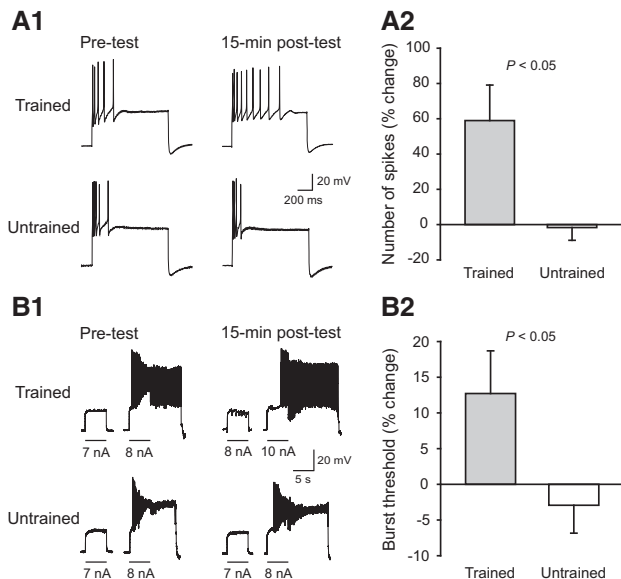 A1
Pre-test
15-min post-test
Trained
20 mV
200 ms
Untrained
A2
Number of spikes (% change)
100
80
60
40
20
0
-20
P < 0.05
Trained
Untrained
B1
Pre-test
15-min post-test
Trained
7 nA
8 nA
8 nA
10 nA
20 mV
5 s
Untrained
7 nA
8 nA
7 nA
8 nA
B2
Burst threshold (% change)
20
15
10
5
0
-5
-10
P < 0.05
Trained
Untrained